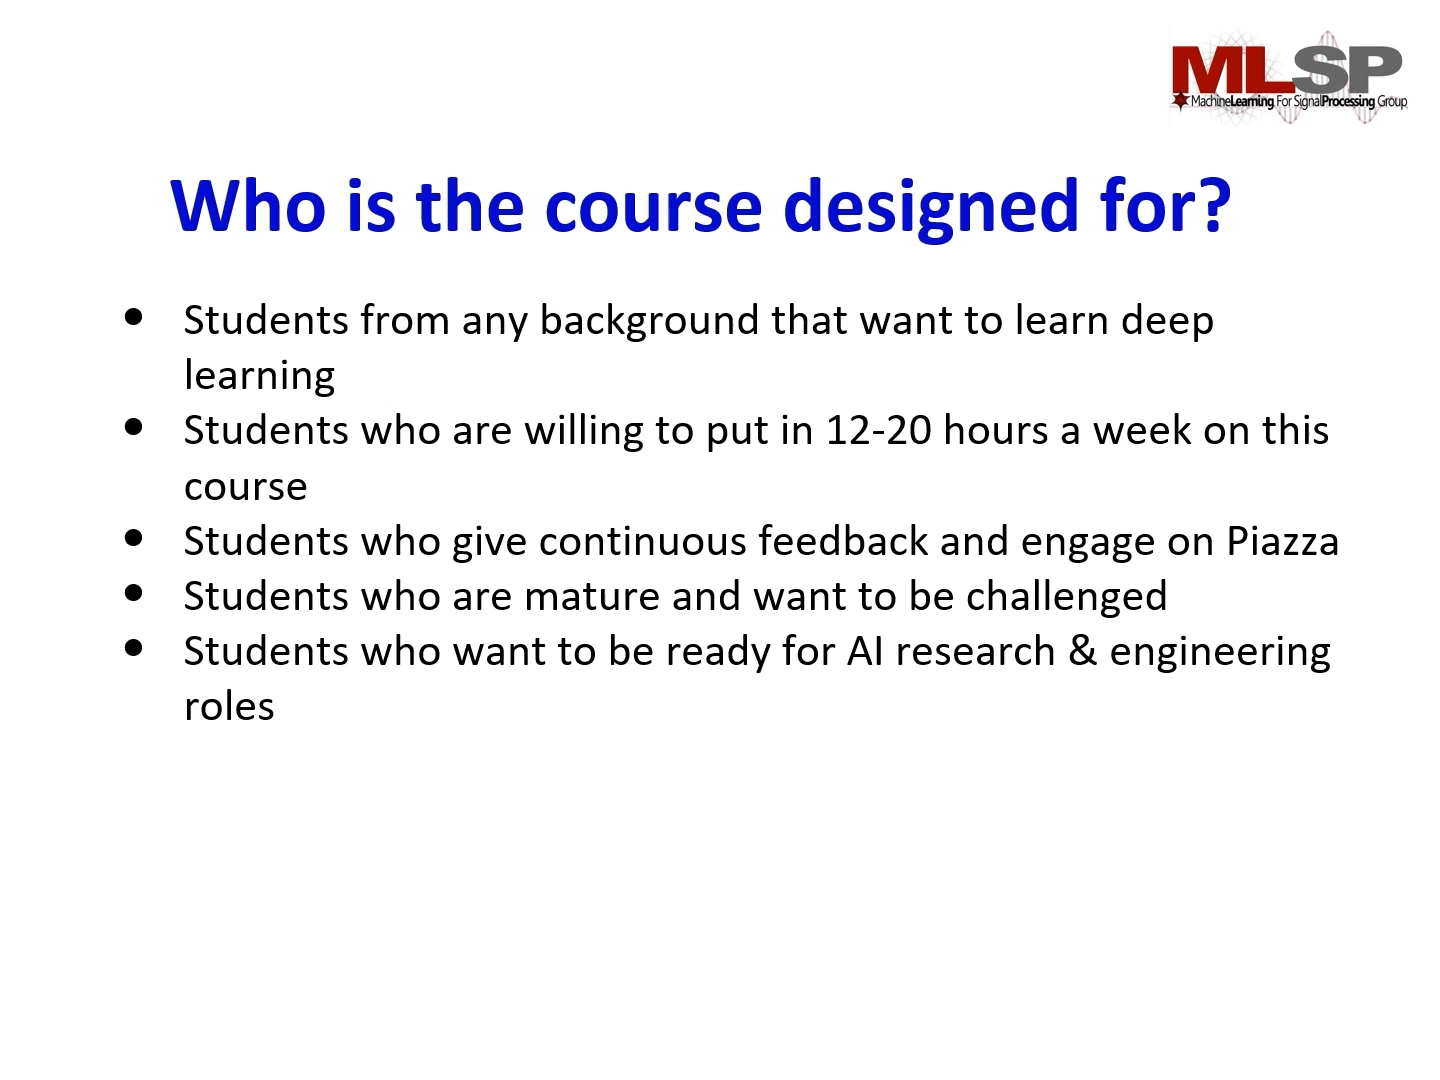 MLSP
MachineLearning For SignalProcessing Group
Who is the course designed for?
• Students from any background that want to learn deep
learning
• Students who are willing to put in 12-20 hours a week on this
course
• Students who give continuous feedback and engage on Piazza
• Students who are mature and want to be challenged
• Students who want to be ready for AI research & engineering
roles